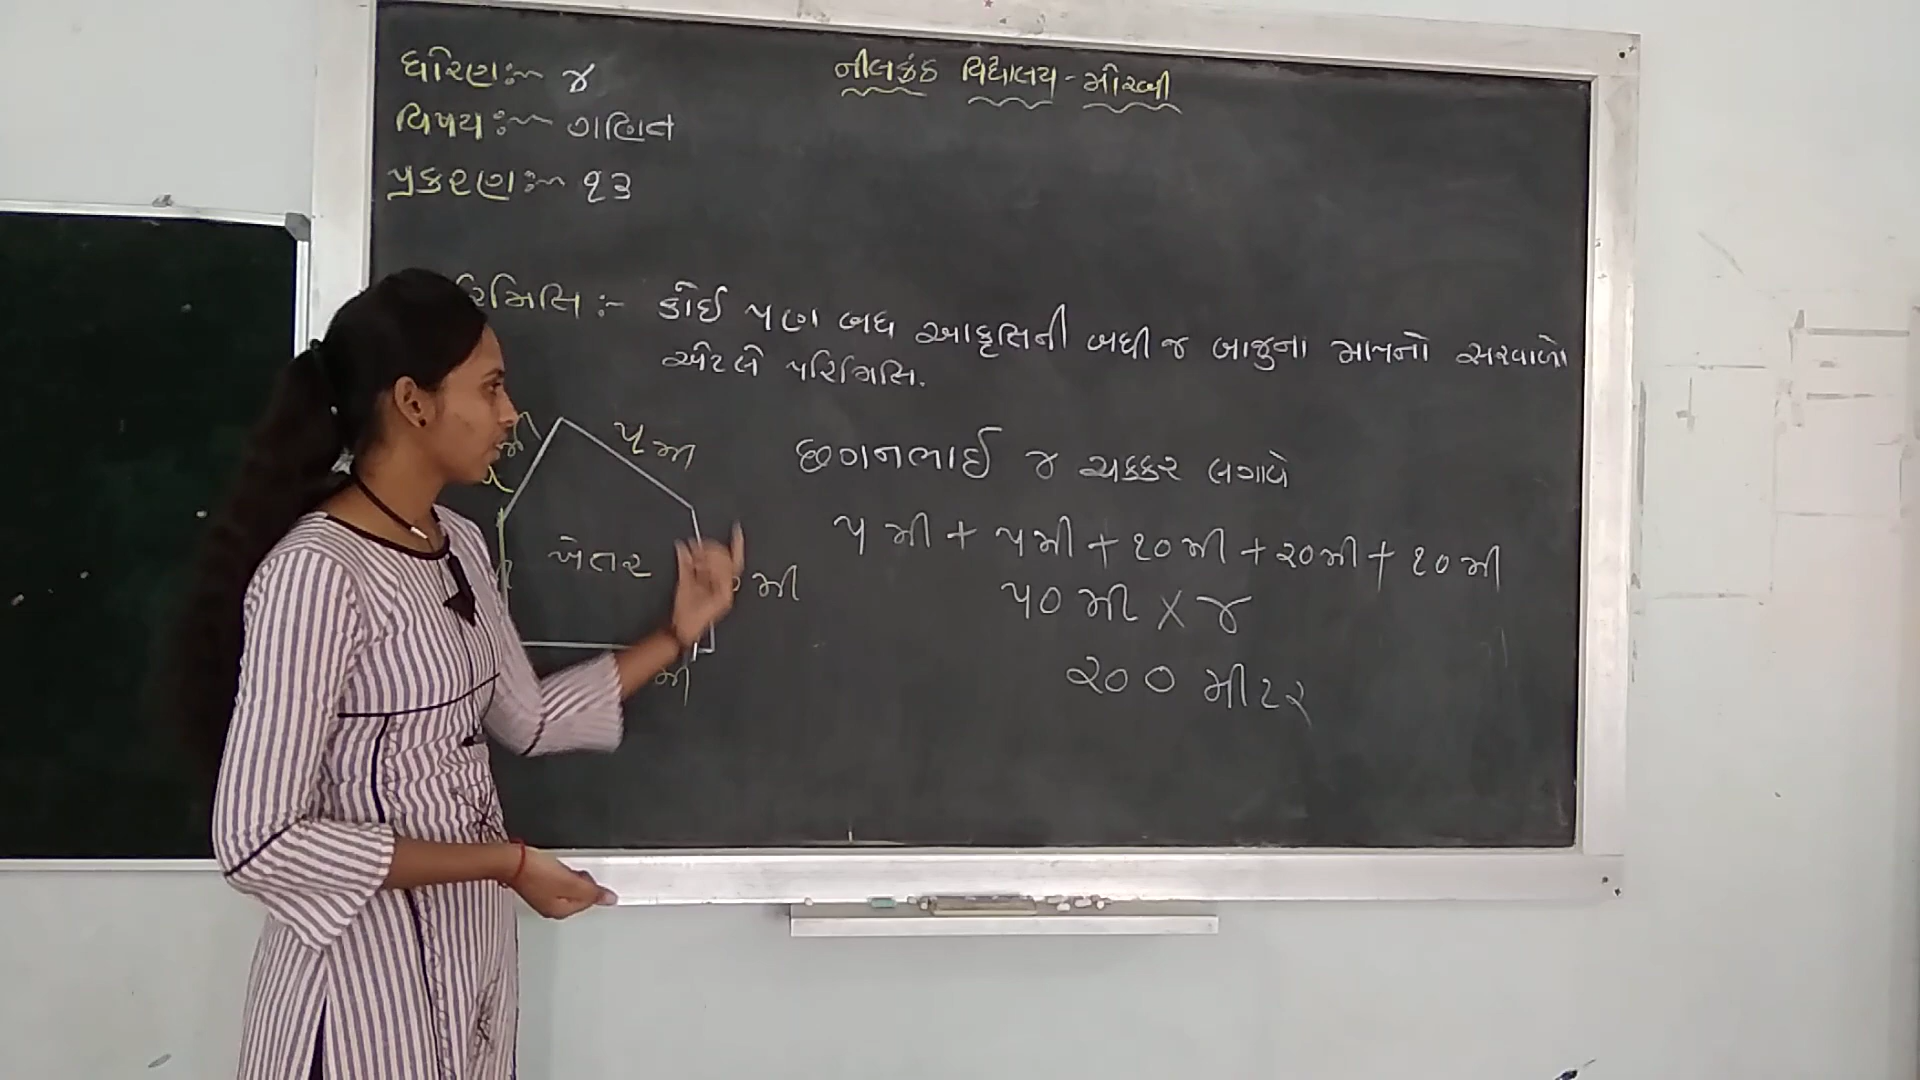 નીલકંઠ વિદ્યાલય - મોરબી
ધોરણ :- ૪
વિષય :- ગણિત
પ્રકરણ :- ૧૩
રિમિતિ :- કોઈ પણ બંધ આકૃતિની બધી જ બાજુના માપનો સરવાળો
એટલે પરિમિતિ.
૫ મી
છગનભાઈ ૪ ચક્કર લગાવે
૫ મી + ૫ મી + ૧૦ મી + ૨૦ મી + ૧૦ મી
ખેતર
૦ મી
૫૦ મી X ૪
મી
૨૦૦ મીટર